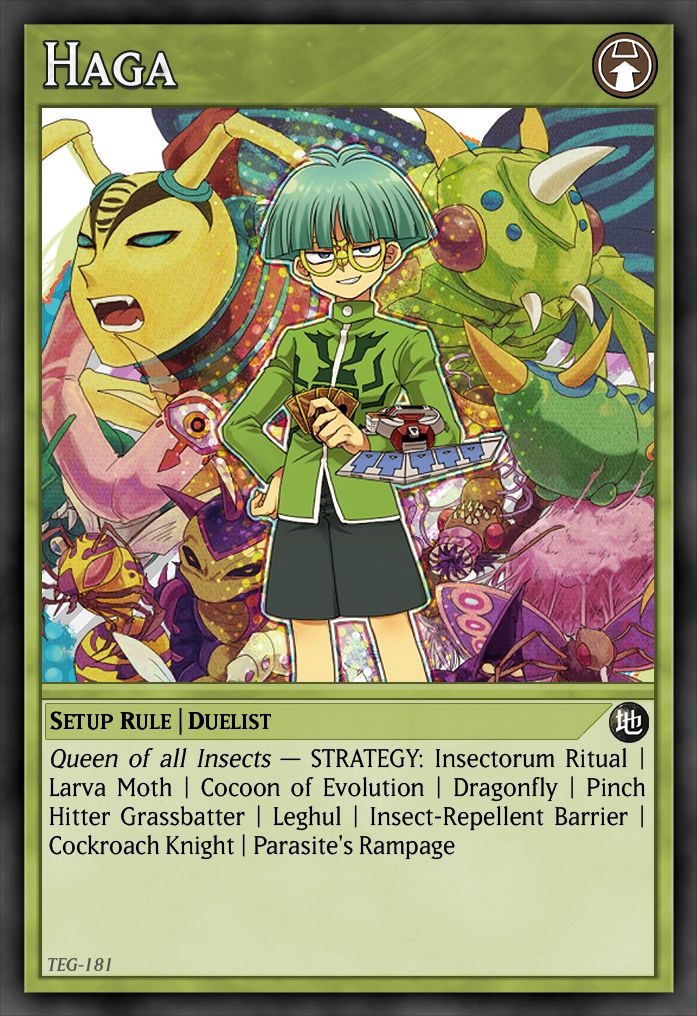 Haga
Setup Rule | Duelist
Queen of all Insects — STRATEGY: Insectorum Ritual |
Larva Moth | Cocoon of Evolution | Dragonfly | Pinch
Hitter Grassbatter | Leghul | Insect-Repellent Barrier |
Cockroach Knight | Parasite's Rampage
TEG-181